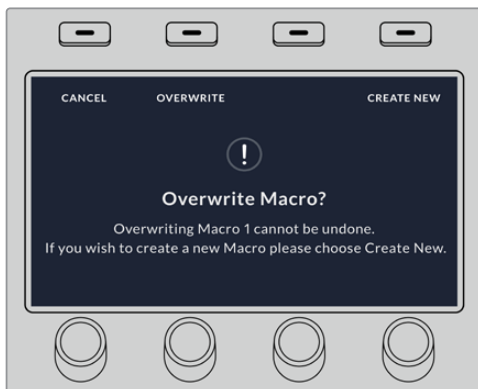 CANCEL OVERWRITE CREATE NEW
Overwrite Macro?
Overwriting Macro 1 cannot be undone.
If you wish to create a new Macro please choose Create New.